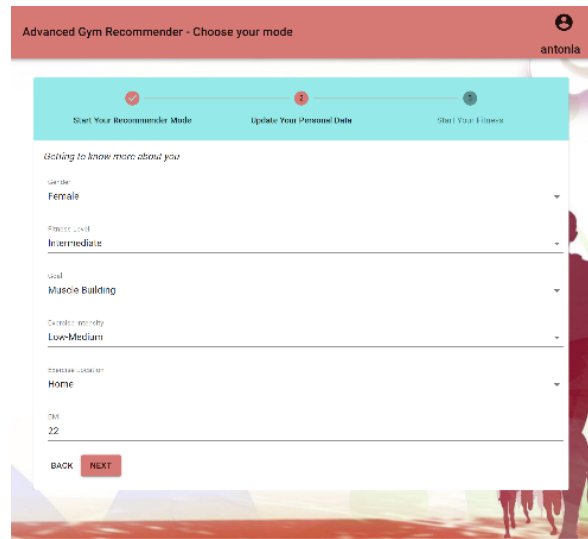 Advanced Gym Recommender - Choose your mode
antonia
2
3
Start Your Recommender Mode
Update Your Personal Data
Start Your Fitness
Getting to know more about you
Gender
Female
Fitness Level
Intermediate
Goal
Muscle Building
Exercise Intensity
Low-Medium
Exercise Location
Home
BMI
22
BACK NEXT